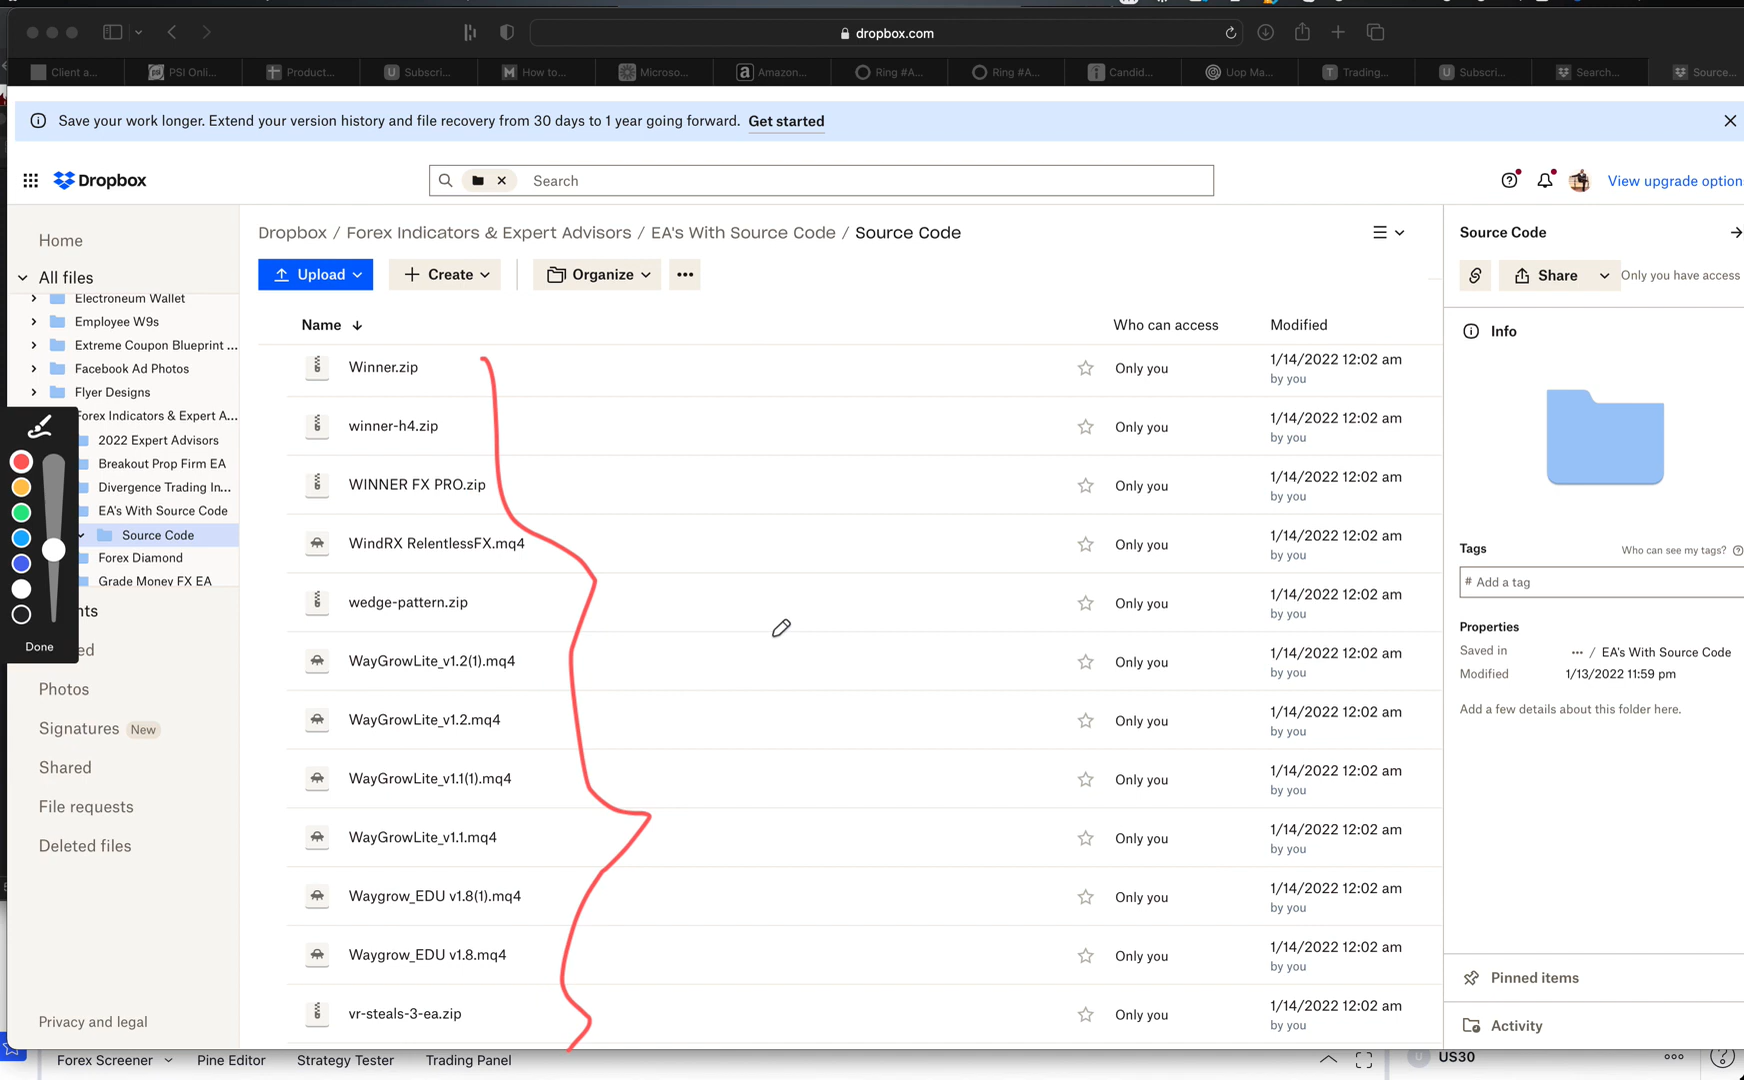 dropbox.com
Client a...
PSI Onli...
Product...
Subscri...
How to...
Microso...
Amazon...
Ring #A...
Ring #A...
Candid...
Uop Ma...
Trading...
Subscri...
Search...
Source...
Save your work longer. Extend your version history and file recovery from 30 days to 1 year going forward. Get started
Dropbox
Search
View upgrade option
Home
All files
Electroneum Wallet
Employee W9s
Extreme Coupon Blueprint ...
Facebook Ad Photos
Flyer Designs
Forex Indicators & Expert A...
2022 Expert Advisors
Breakout Prop Firm EA
Divergence Trading In...
EA's With Source Code
Source Code
Forex Diamond
Grade Money FX EA
nts
ed
Done
Photos
Signatures New
Shared
File requests
Deleted files
Privacy and legal
Dropbox / Forex Indicators & Expert Advisors / EA's With Source Code / Source Code
Upload
Create
Organize
Name Who can access Modified
Winner.zip Only you 1/14/2022 12:02 am
by you
winner-h4.zip Only you 1/14/2022 12:02 am
by you
WINNER FX PRO.zip Only you 1/14/2022 12:02 am
by you
WindRX RelentlessFX.mq4 Only you 1/14/2022 12:02 am
by you
wedge-pattern.zip Only you 1/14/2022 12:02 am
by you
WayGrowLite_v1.2(1).mq4 Only you 1/14/2022 12:02 am
by you
WayGrowLite_v1.2.mq4 Only you 1/14/2022 12:02 am
by you
WayGrowLite_v1.1(1).mq4 Only you 1/14/2022 12:02 am
by you
WayGrowLite_v1.1.mq4 Only you 1/14/2022 12:02 am
by you
Waygrow_EDU v1.8(1).mq4 Only you 1/14/2022 12:02 am
by you
Waygrow_EDU v1.8.mq4 Only you 1/14/2022 12:02 am
by you
vr-steals-3-ea.zip Only you 1/14/2022 12:02 am
by you
Source Code
Share
Only you have access
Info
Tags
Who can see my tags?
# Add a tag
Properties
Saved in ... / EA's With Source Code
Modified 1/13/2022 11:59 pm
Add a few details about this folder here.
Pinned items
Activity
Forex Screener
Pine Editor
Strategy Tester
Trading Panel
U
US30